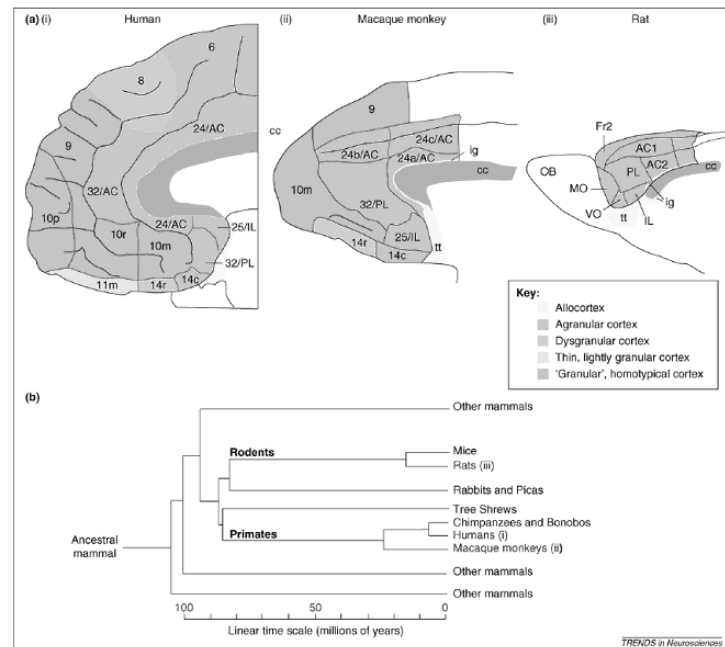 (a) (i) Human
(ii) Macaque monkey
(iii) Rat
6
8
9
24/AC
cc
32/AC
10p
24/AC
25/IL
10r
10m
32/PL
11m
14r
14c
9
24c/AC
ig
24b/AC
24a/AC
cc
10m
32/PL
25/IL
14r
14c
tt
Fr2
AC1
AC2
cc
OB
PL
MO
ig
VO
tt
IL
Key:
Allocortex
Agranular cortex
Dysgranular cortex
Thin, lightly granular cortex
'Granular', homotypical cortex
(b)
Other mammals
Rodents
Mice
Rats (iii)
Rabbits and Picas
Tree Shrews
Chimpanzees and Bonobos
Primates
Humans (i)
Macaque monkeys (ii)
Ancestral
mammal
Other mammals
Other mammals
100 50 0
Linear time scale (millions of years)
TRENDS in Neurosciences